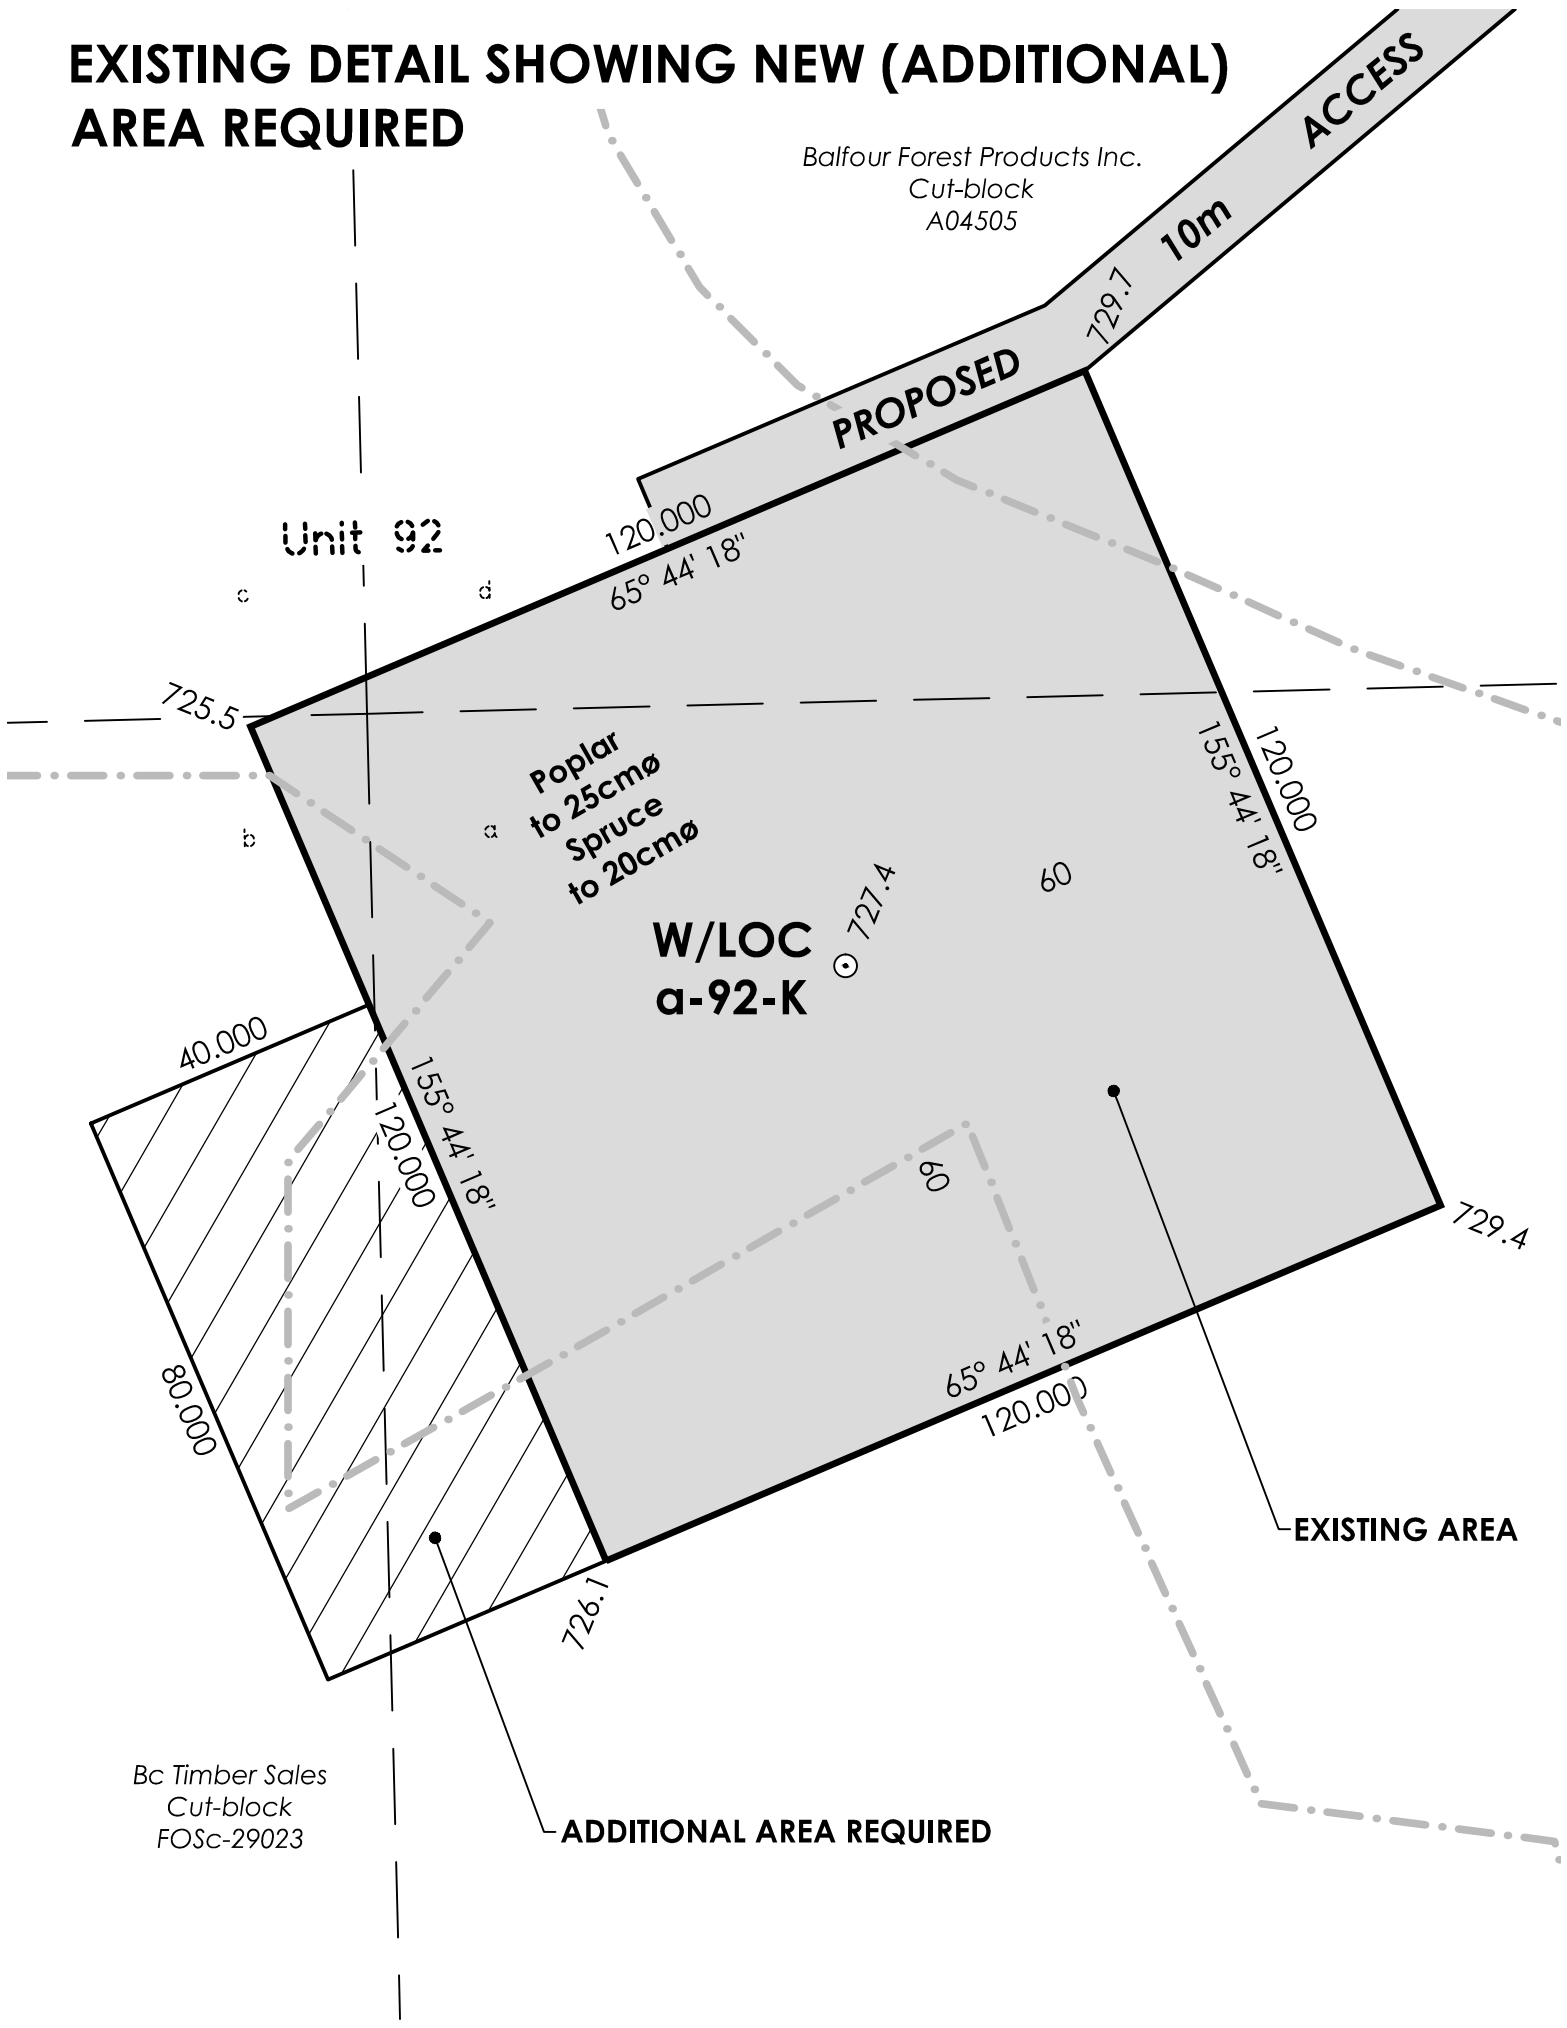 EXISTING DETAIL SHOWING NEW (ADDITIONAL)
AREA REQUIRED
ACCESS
Balfour Forest Products Inc.
Cut-block
A04505
10m
729.7
PROPOSED
120.000
65° 44' 18"
Unit 92
c
d
725.5
Poplar
to 25cmø
Spruce
to 20cmø
155° 44' 18"
120.000
b
a
727.4
60
W/LOC
a-92-K
40.000
155° 44' 18"
120.000
60
729.4
80.000
65° 44' 18"
120.000
EXISTING AREA
726.1
Bc Timber Sales
Cut-block
FOSc-29023
ADDITIONAL AREA REQUIRED